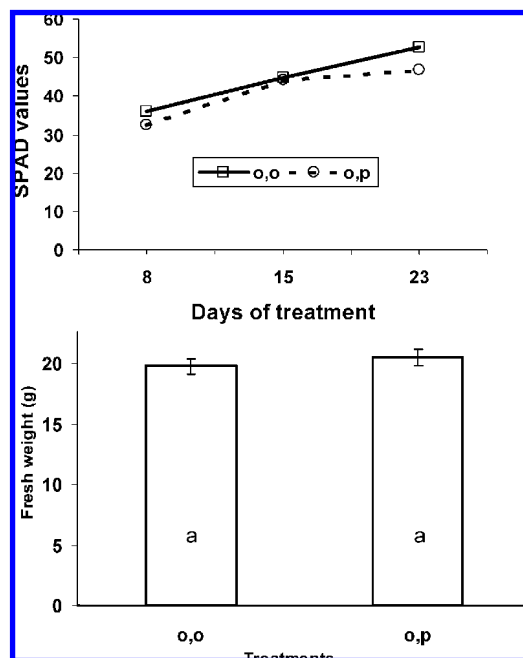 60
50
40
30
20
10
0
SPAD values
o,o o,p
8 15 23
Days of treatment
20
15
10
5
0
Fresh weight (g)
a a
o,o o,p
Treatments